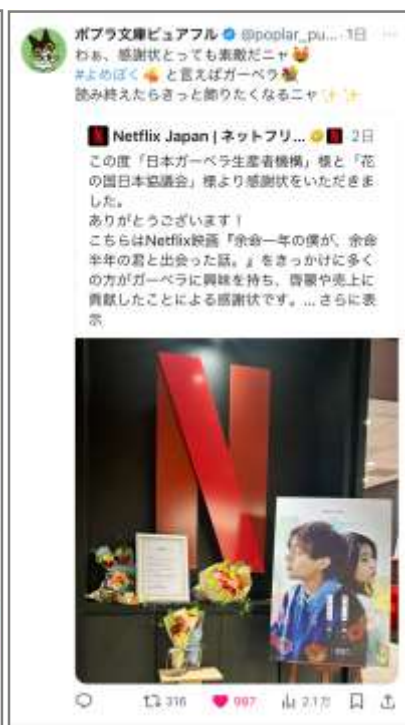 ポプラ文庫ピュアフル @poplar_pu... · 1日
わぁ、感謝状とっても素敵だニャ😻
#よめぼく💐 と言えばガーベラ💐
読み終えたらきっと飾りたくなるニャ✨✨
Netflix Japan | ネットフリ... 2日
この度「日本ガーベラ生産者機構」様と「花
の国日本協議会」様より感謝状をいただきま
した。
ありがとうございます！
こちらはNetflix映画『余命一年の僕が、余命
半年の君と出会った話。』をきっかけに多く
の方がガーベラに興味を持ち、啓蒙や売上に
貢献したことによる感謝状です。... さらに表
示
N
316 997 2.1万